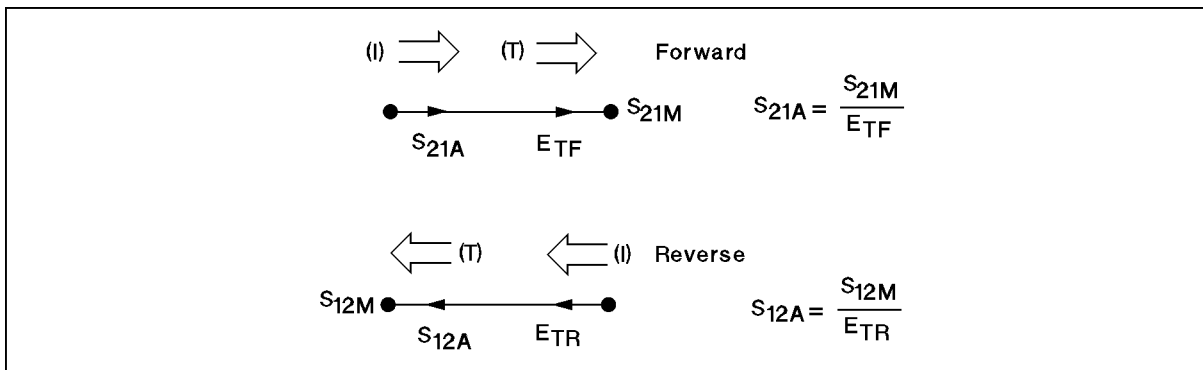 (I) (T) Forward
S21M
S21A ETF
S21A = S21M / ETF
(T) (I) Reverse
S12M
S12A ETR
S12A = S12M / ETR